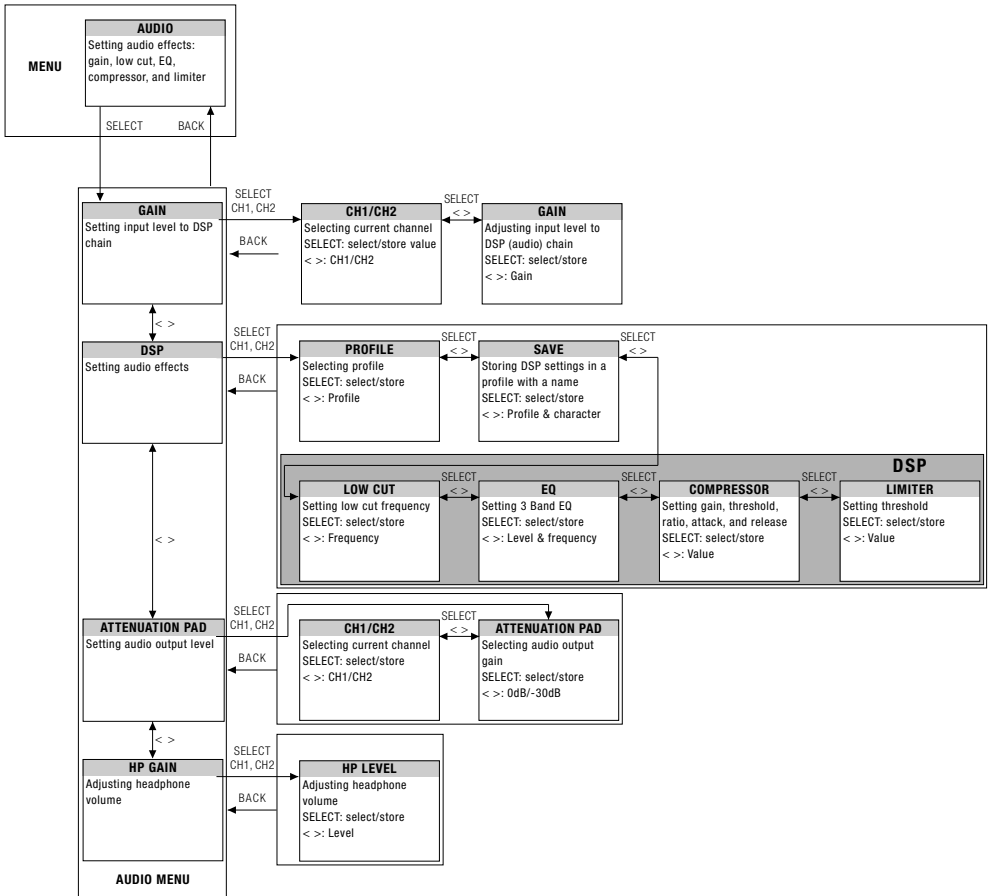 AUDIO
Setting audio effects:
gain, low cut, EQ,
compressor, and limiter
MENU
SELECT
BACK
GAIN
Setting input level to DSP
chain
SELECT
CH1, CH2
BACK
CH1/CH2
Selecting current channel
SELECT: select/store value
< >: CH1/CH2
SELECT
< >
GAIN
Adjusting input level to
DSP (audio) chain
SELECT: select/store
< >: Gain
< >
DSP
Setting audio effects
SELECT
CH1, CH2
BACK
PROFILE
Selecting profile
SELECT: select/store
< >: Profile
SELECT
< >
SAVE
Storing DSP settings in a
profile with a name
SELECT: select/store
< >: Profile & character
SELECT
< >
DSP
LOW CUT
Setting low cut frequency
SELECT: select/store
< >: Frequency
SELECT
< >
EQ
Setting 3 Band EQ
SELECT: select/store
< >: Level & frequency
SELECT
< >
COMPRESSOR
Setting gain, threshold,
ratio, attack, and release
SELECT: select/store
< >: Value
SELECT
< >
LIMITER
Setting threshold
SELECT: select/store
< >: Value
< >
ATTENUATION PAD
Setting audio output level
SELECT
CH1, CH2
BACK
CH1/CH2
Selecting current channel
SELECT: select/store
< >: CH1/CH2
SELECT
< >
ATTENUATION PAD
Selecting audio output
gain
SELECT: select/store
< >: 0dB/-30dB
< >
HP GAIN
Adjusting headphone
volume
SELECT
CH1, CH2
BACK
HP LEVEL
Adjusting headphone
volume
SELECT: select/store
< >: Level
AUDIO MENU